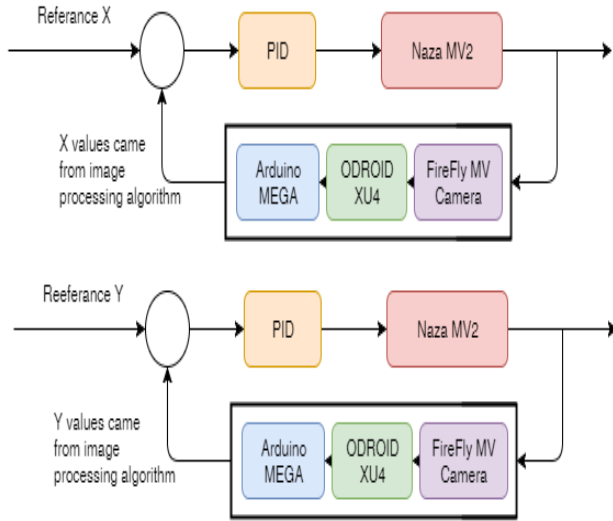 Referance X
PID
Naza MV2
X values came
from image
processing algorithm
Arduino
MEGA
ODROID
XU4
FireFly MV
Camera
Reeferance Y
PID
Naza MV2
Y values came
from image
processing algorithm
Arduino
MEGA
ODROID
XU4
FireFly MV
Camera